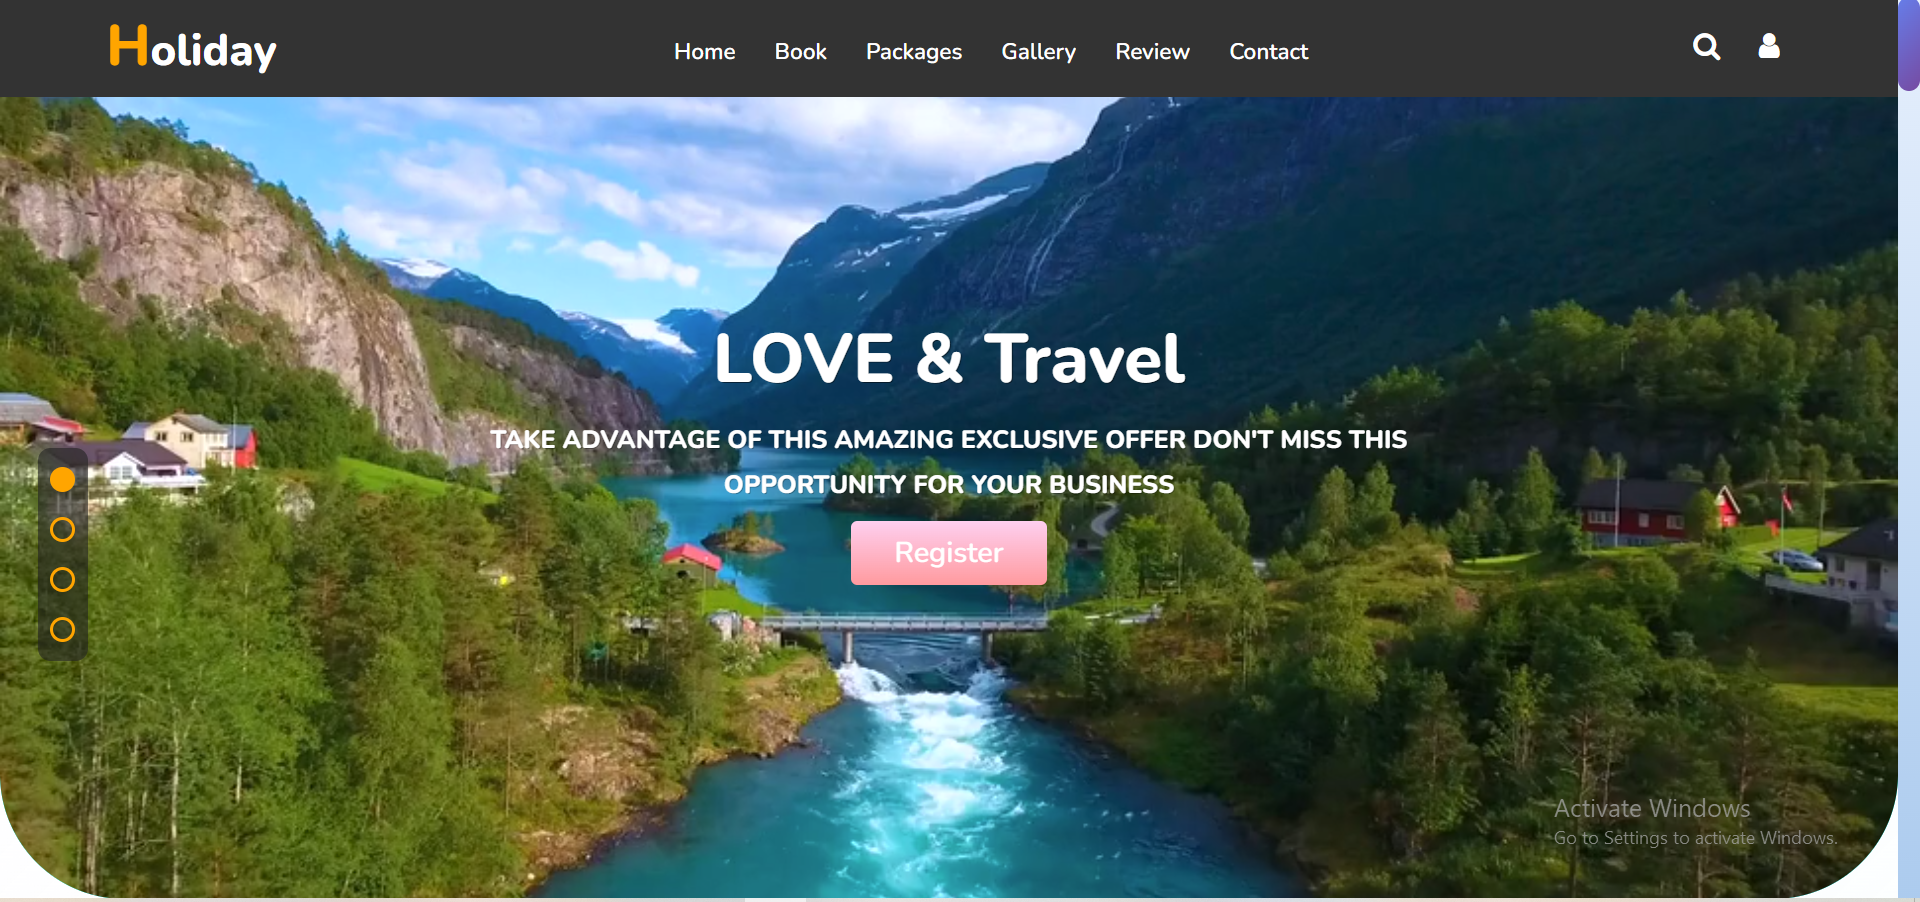 Holiday
Home Book Packages Gallery Review Contact
LOVE & Travel
TAKE ADVANTAGE OF THIS AMAZING EXCLUSIVE OFFER DON'T MISS THIS
OPPORTUNITY FOR YOUR BUSINESS
Register
Activate Windows
Go to Settings to activate Windows.